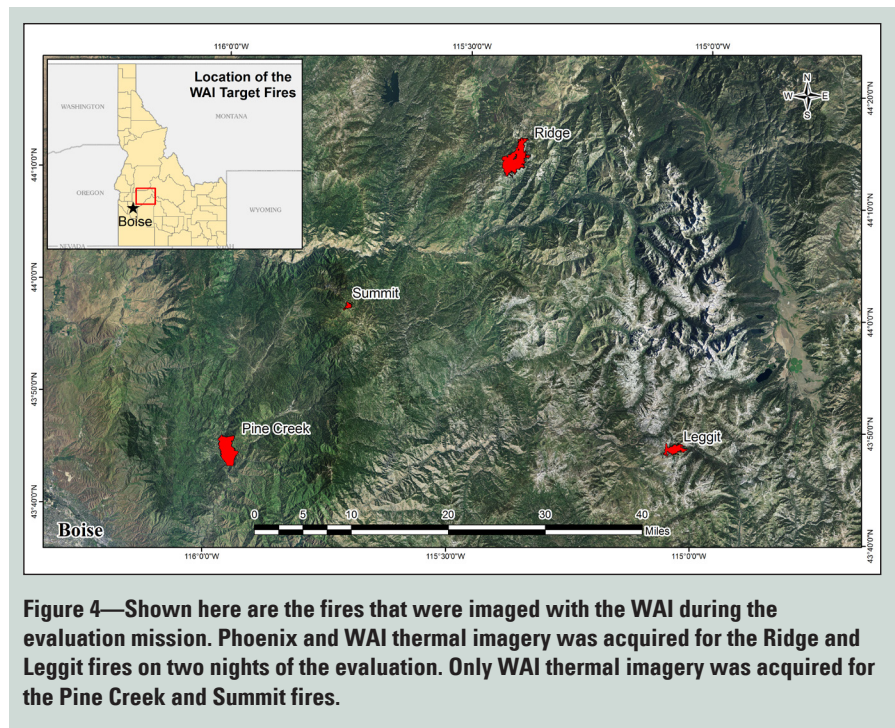 116°0'0"W
115°30'0"W
115°0'0"W
Location of the
WAI Target Fires
WASHINGTON
MONTANA
OREGON
Boise
WYOMING
NEVADA
N
W E
S
44°20'0"N
44°10'0"N
44°10'0"N
44°0'0"N
44°0'0"N
43°50'0"N
43°50'0"N
43°40'0"N
43°40'0"N
Ridge
Summit
Pine Creek
Leggit
Boise
0 5 10 20 30 40
Miles
116°0'0"W
115°30'0"W
115°0'0"W
Figure 4—Shown here are the fires that were imaged with the WAI during the
evaluation mission. Phoenix and WAI thermal imagery was acquired for the Ridge and
Leggit fires on two nights of the evaluation. Only WAI thermal imagery was acquired for
the Pine Creek and Summit fires.